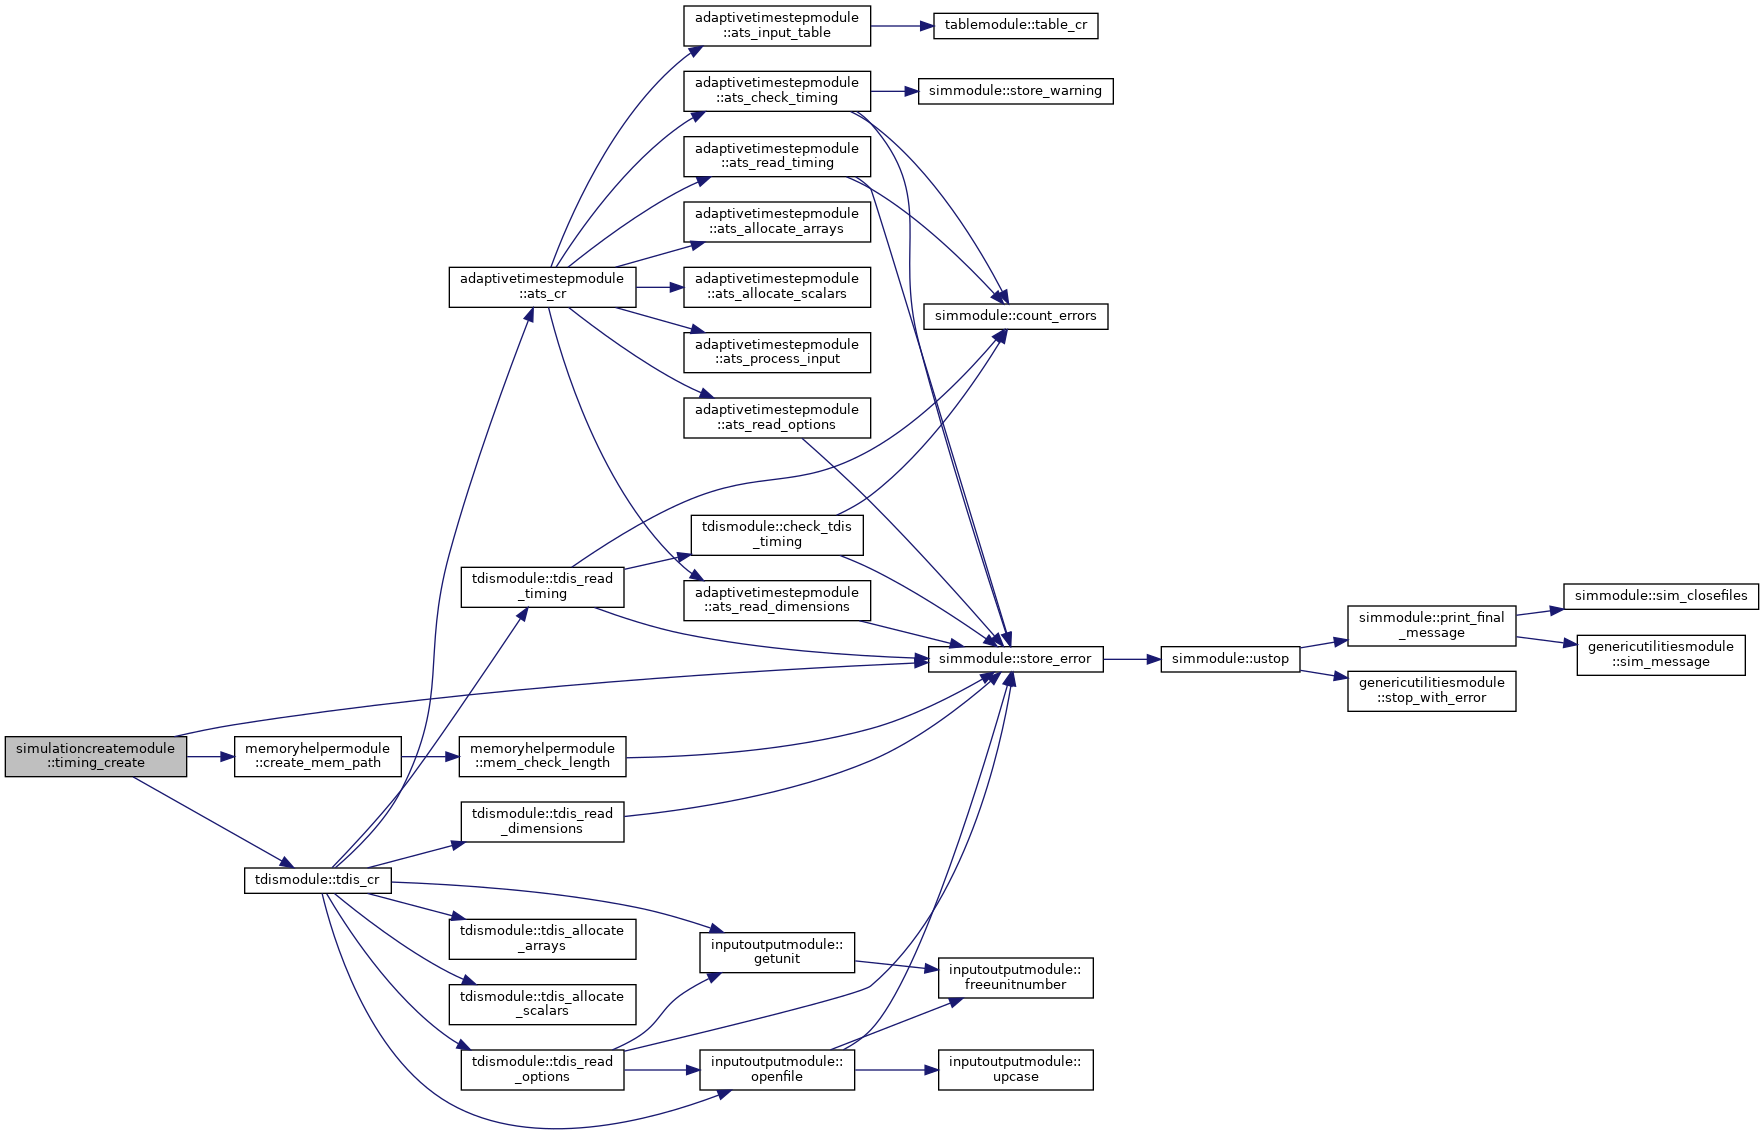 adaptivetimestepmodule
::ats_input_table
tablemodule::table_cr
adaptivetimestepmodule
::ats_check_timing
simmodule::store_warning
adaptivetimestepmodule
::ats_read_timing
adaptivetimestepmodule
::ats_allocate_arrays
adaptivetimestepmodule
::ats_cr
adaptivetimestepmodule
::ats_allocate_scalars
simmodule::count_errors
adaptivetimestepmodule
::ats_process_input
adaptivetimestepmodule
::ats_read_options
tdismodule::check_tdis
_timing
tdismodule::tdis_read
_timing
adaptivetimestepmodule
::ats_read_dimensions
simmodule::store_error
simmodule::ustop
simmodule::print_final
_message
simmodule::sim_closefiles
genericutilitiesmodule
::sim_message
genericutilitiesmodule
::stop_with_error
simulationcreatemodule
::timing_create
memoryhelpermodule
::create_mem_path
memoryhelpermodule
::mem_check_length
tdismodule::tdis_read
_dimensions
tdismodule::tdis_cr
tdismodule::tdis_allocate
_arrays
inputoutputmodule::
getunit
inputoutputmodule::
freeunitnumber
tdismodule::tdis_allocate
_scalars
tdismodule::tdis_read
_options
inputoutputmodule::
openfile
inputoutputmodule::
upcase